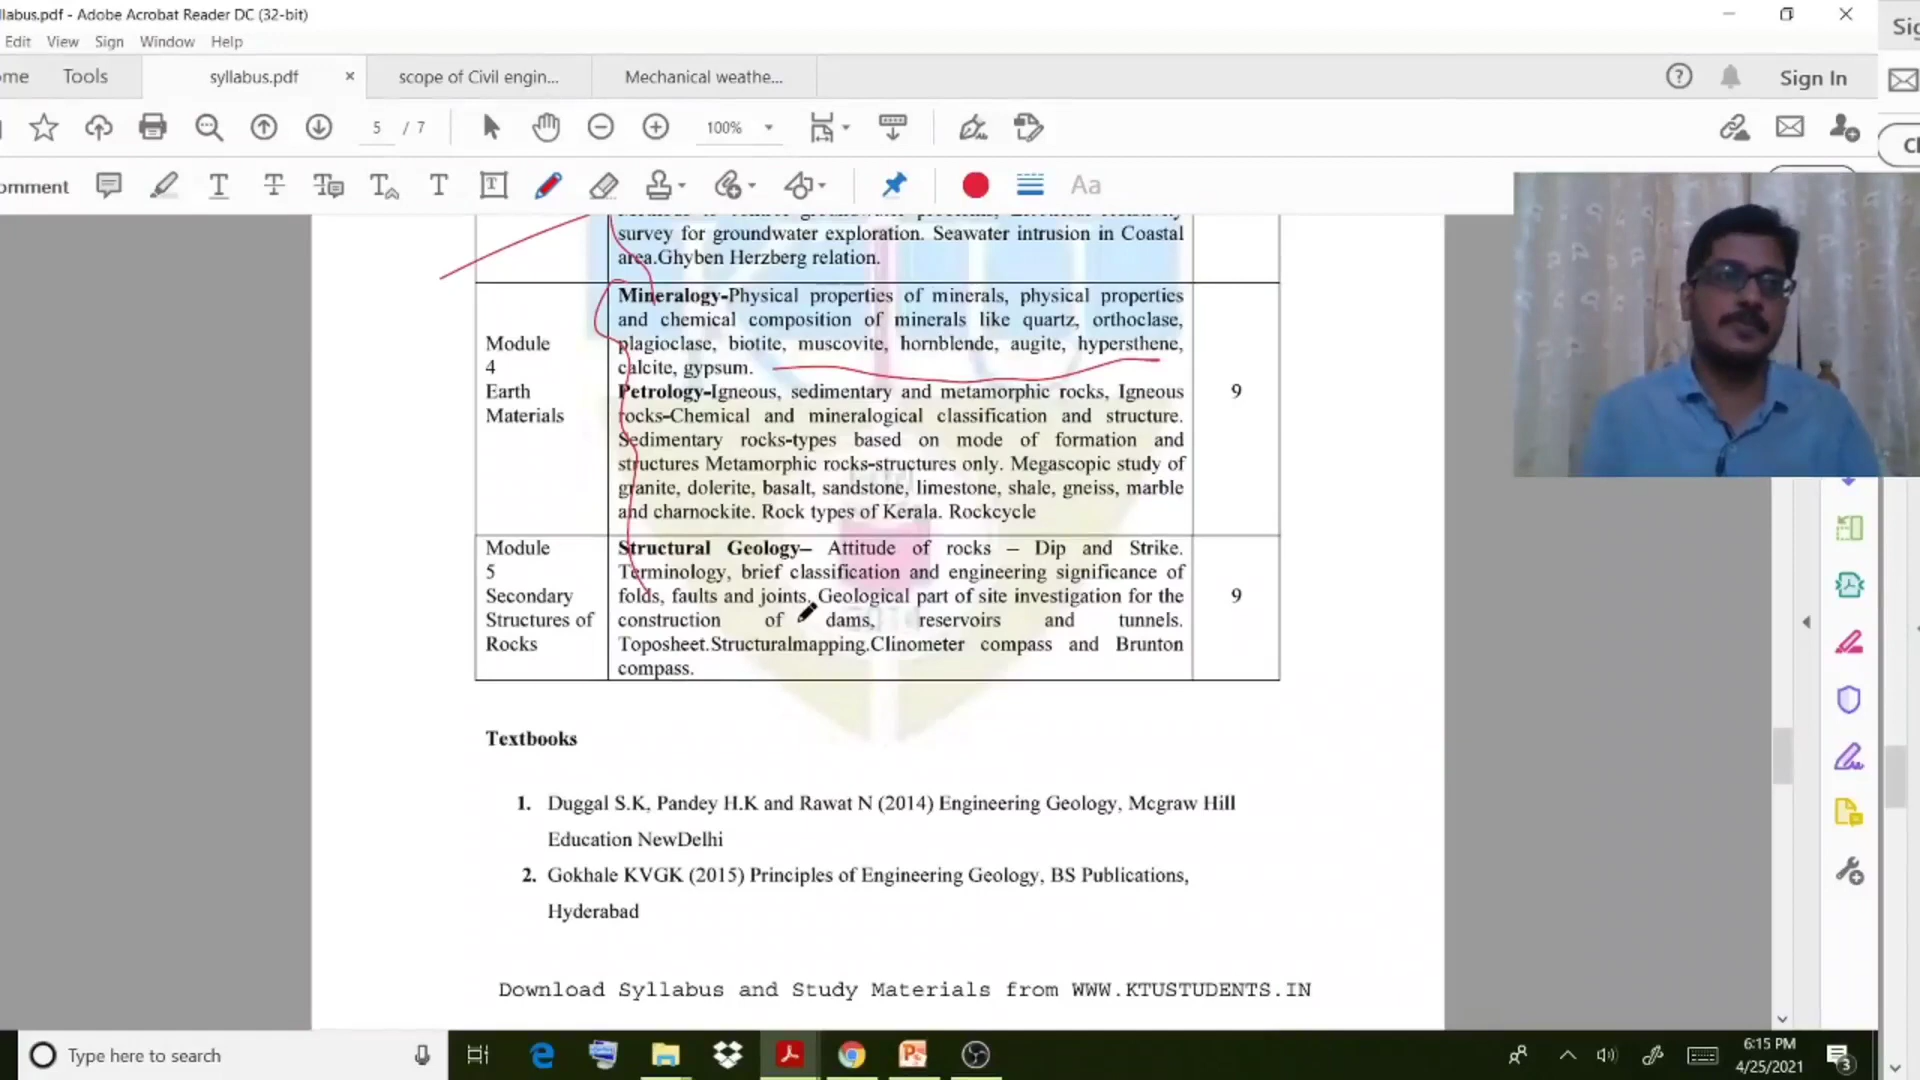 llabus.pdf - Adobe Acrobat Reader DC (32-bit)
Edit View Sign Window Help
ome Tools syllabus.pdf × scope of Civil engin... Mechanical weathe... Sign In
5 / 7 100%
omment Aa
survey for groundwater exploration. Seawater intrusion in Coastal
area.Ghyben Herzberg relation.
Module
4
Earth
Materials
Mineralogy-Physical properties of minerals, physical properties
and chemical composition of minerals like quartz, orthoclase,
plagioclase, biotite, muscovite, hornblende, augite, hypersthene,
calcite, gypsum.
Petrology-Igneous, sedimentary and metamorphic rocks, Igneous
rocks-Chemical and mineralogical classification and structure.
Sedimentary rocks-types based on mode of formation and
structures Metamorphic rocks-structures only. Megascopic study of
granite, dolerite, basalt, sandstone, limestone, shale, gneiss, marble
and charnockite. Rock types of Kerala. Rockcycle
9
Module
5
Secondary
Structures of
Rocks
Structural Geology– Attitude of rocks – Dip and Strike.
Terminology, brief classification and engineering significance of
folds, faults and joints. Geological part of site investigation for the
construction of dams, reservoirs and tunnels.
Toposheet.Structuralmapping.Clinometer compass and Brunton
compass.
9
Textbooks
1. Duggal S.K, Pandey H.K and Rawat N (2014) Engineering Geology, Mcgraw Hill
Education NewDelhi
2. Gokhale KVGK (2015) Principles of Engineering Geology, BS Publications,
Hyderabad
Download Syllabus and Study Materials from WWW.KTUSTUDENTS.IN
Type here to search
6:15 PM
4/25/2021
3